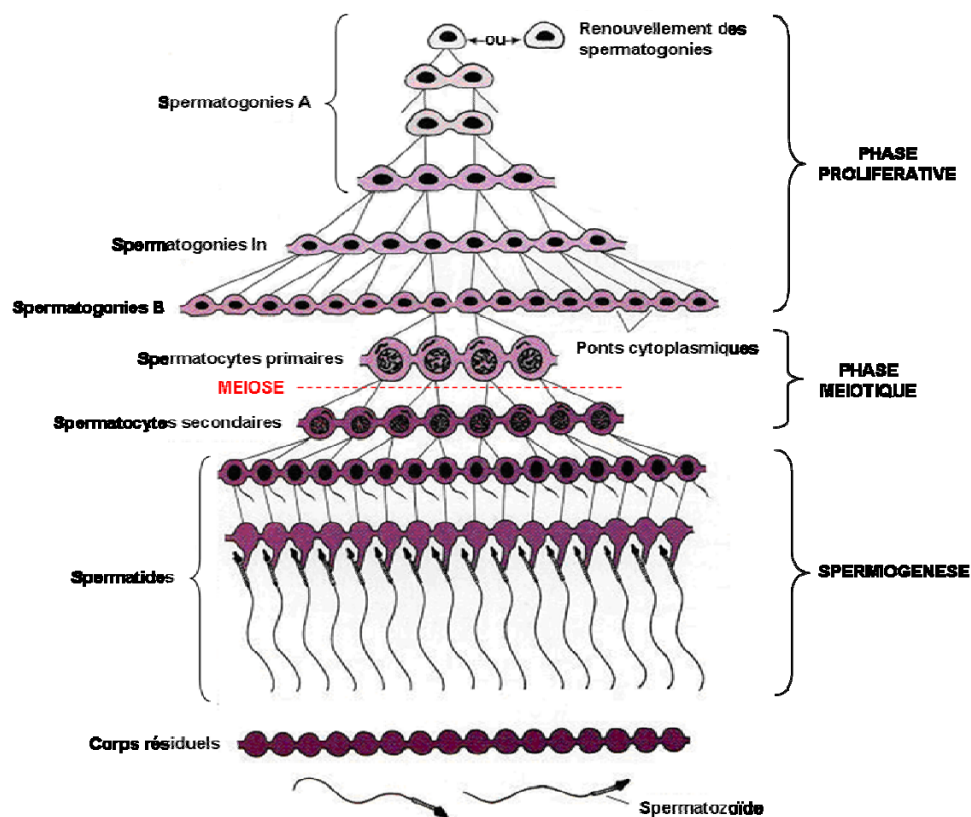 ou
Renouvellement des
spermatogonies
Spermatogonies A
PHASE
PROLIFERATIVE
Spermatogonies In
Spermatogonies B
Ponts cytoplasmiques
Spermatocytes primaires
MEIOSE
PHASE
MEIOTIQUE
Spermatocytes secondaires
Spermatides
SPERMIOGENESE
Corps résiduels
Spermatozoïde